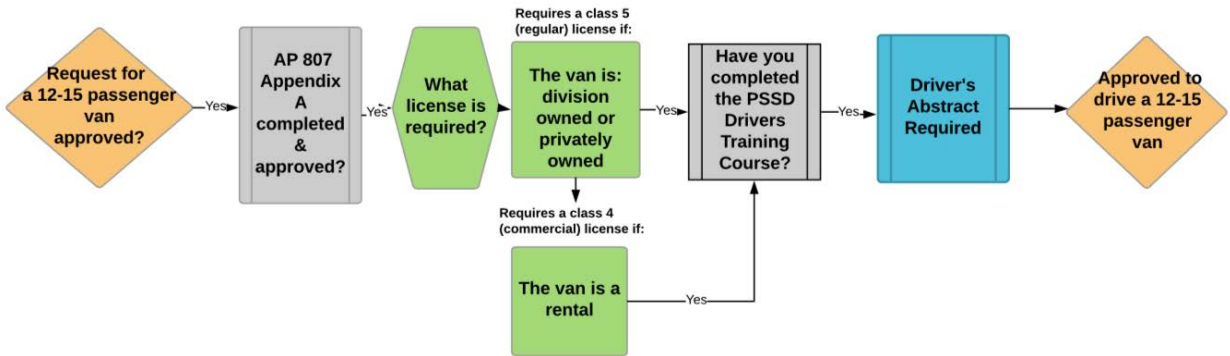 Request for
a 12-15 passenger
van
approved?
Yes
AP 807
Appendix
A
completed
&
approved?
Yes
What
license is
required?
Requires a class 5
(regular) license if:
The van is:
division
owned or
privately
owned
Yes
Requires a class 4
(commercial) license if:
The van is a
rental
Yes
Have you
completed
the PSSD
Drivers
Training
Course?
Yes
Driver's
Abstract
Required
Approved to
drive a 12-15
passenger
van